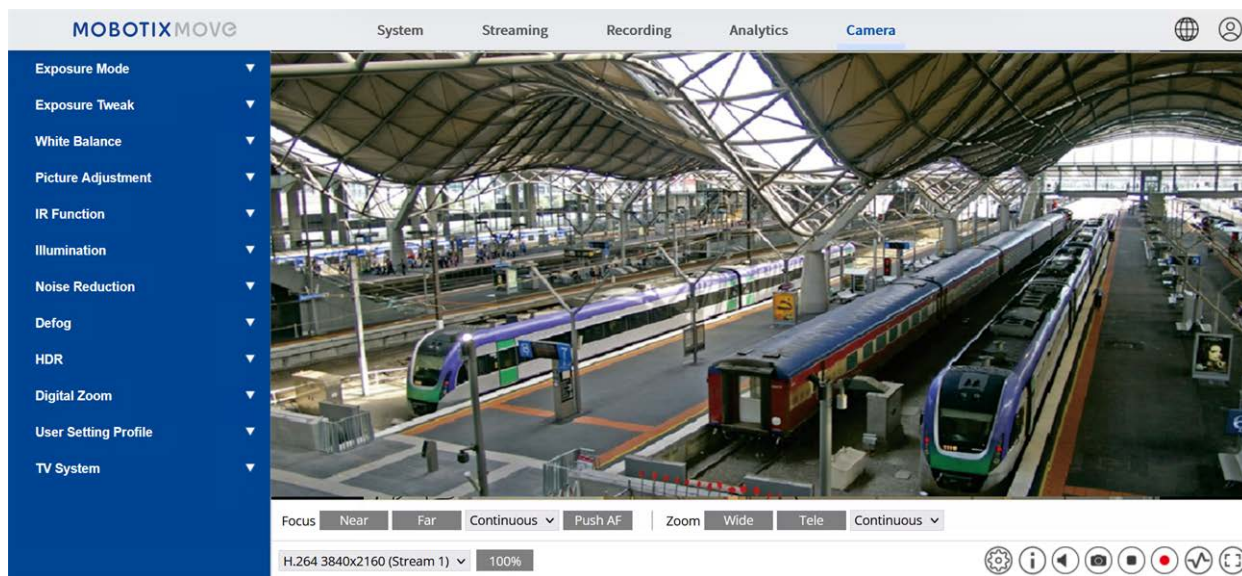 MOBOTIXMOVE
System Streaming Recording Analytics Camera
Exposure Mode
Exposure Tweak
White Balance
Picture Adjustment
IR Function
Illumination
Noise Reduction
Defog
HDR
Digital Zoom
User Setting Profile
TV System
Focus Near Far Continuous Push AF Zoom Wide Tele Continuous
H.264 3840x2160 (Stream 1) 100%